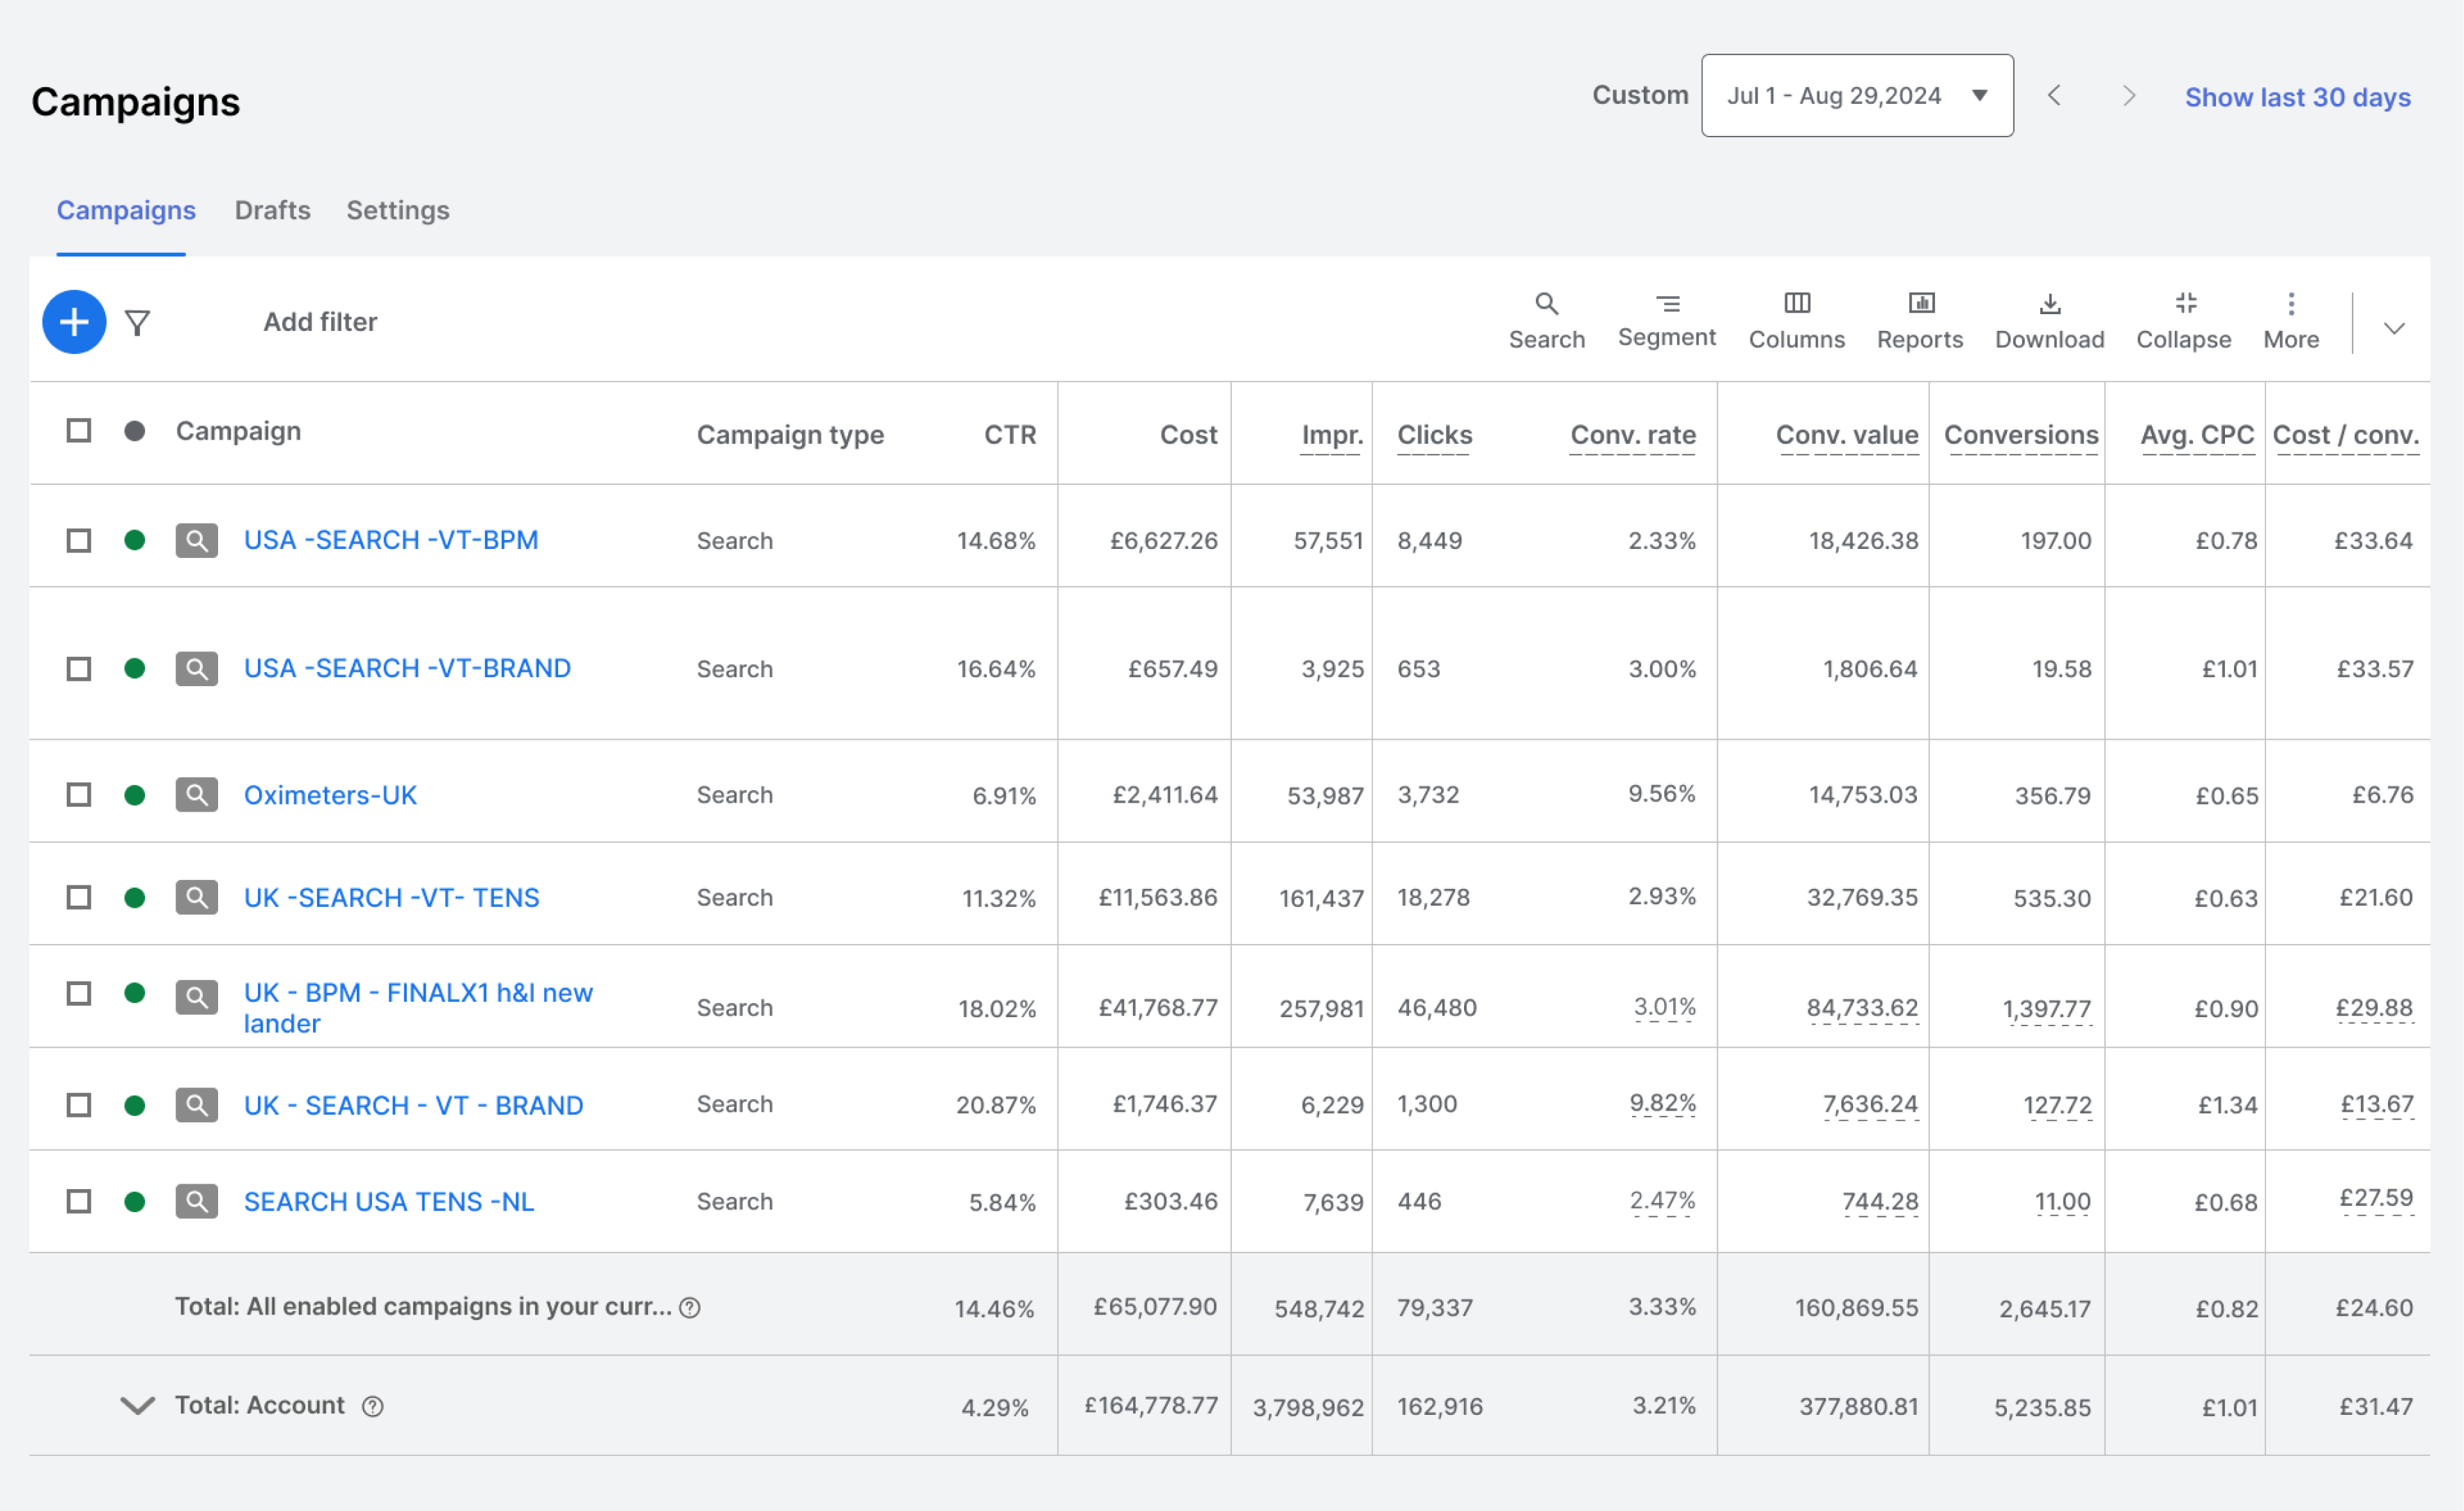 Campaigns
Custom Jul 1 - Aug 29,2024 Show last 30 days
Campaigns Drafts Settings
Add filter Search Segment Columns Reports Download Collapse More
Campaign Campaign type CTR Cost Impr. Clicks Conv. rate Conv. value Conversions Avg. CPC Cost / conv.
USA -SEARCH -VT-BPM Search 14.68% £6,627.26 57,551 8,449 2.33% 18,426.38 197.00 £0.78 £33.64
USA -SEARCH -VT-BRAND Search 16.64% £657.49 3,925 653 3.00% 1,806.64 19.58 £1.01 £33.57
Oximeters-UK Search 6.91% £2,411.64 53,987 3,732 9.56% 14,753.03 356.79 £0.65 £6.76
UK -SEARCH -VT- TENS Search 11.32% £11,563.86 161,437 18,278 2.93% 32,769.35 535.30 £0.63 £21.60
UK - BPM - FINALX1 h&l new
lander Search 18.02% £41,768.77 257,981 46,480 3.01% 84,733.62 1,397.77 £0.90 £29.88
UK - SEARCH - VT - BRAND Search 20.87% £1,746.37 6,229 1,300 9.82% 7,636.24 127.72 £1.34 £13.67
SEARCH USA TENS -NL Search 5.84% £303.46 7,639 446 2.47% 744.28 11.00 £0.68 £27.59
Total: All enabled campaigns in your curr... 14.46% £65,077.90 548,742 79,337 3.33% 160,869.55 2,645.17 £0.82 £24.60
Total: Account 4.29% £164,778.77 3,798,962 162,916 3.21% 377,880.81 5,235.85 £1.01 £31.47